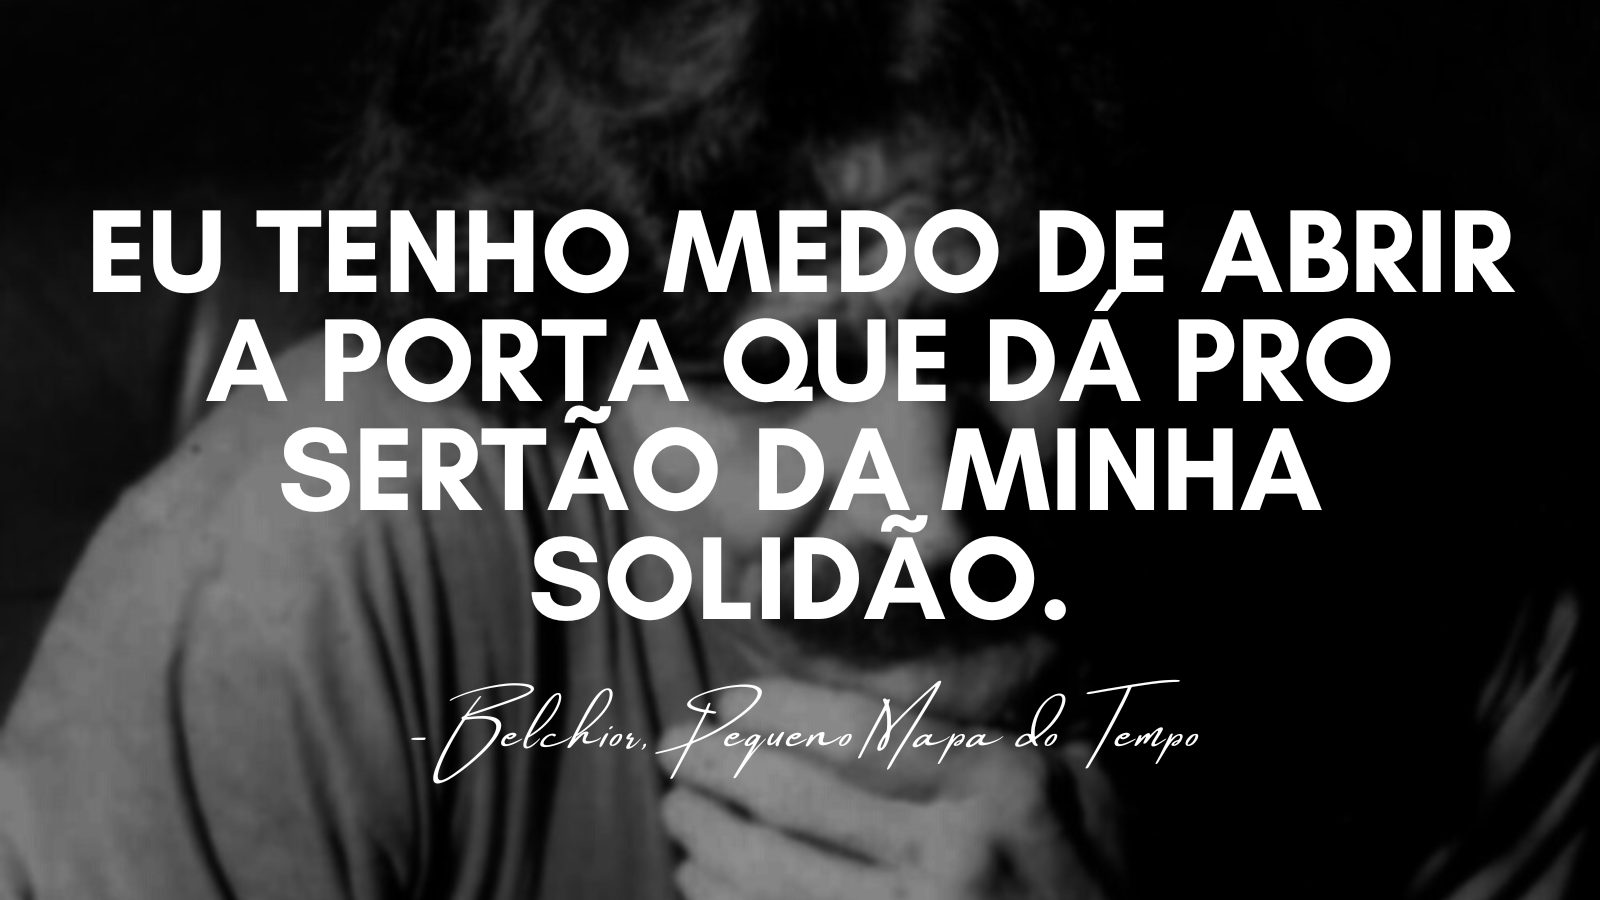 EU TENHO MEDO DE ABRIR
A PORTA QUE DÁ PRO
SERTÃO DA MINHA
SOLIDÃO.
- Belchior, Pequeno Mapa do Tempo